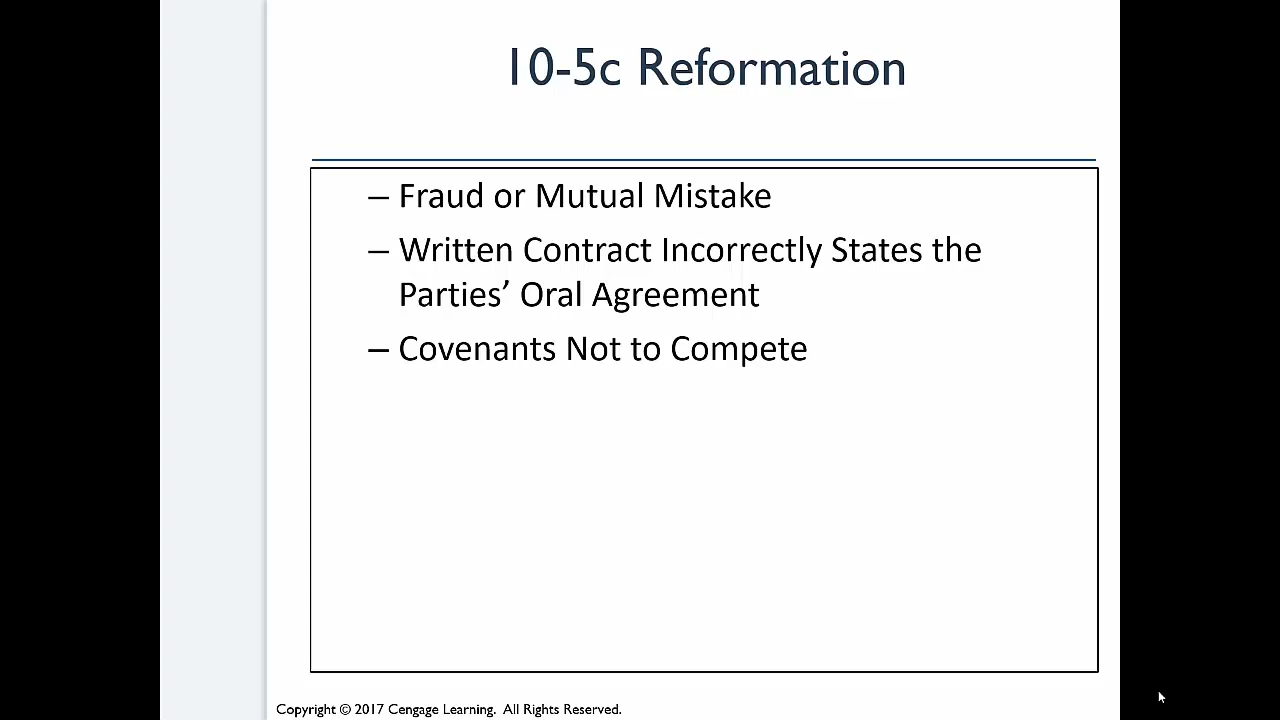 10-5c Reformation
– Fraud or Mutual Mistake
– Written Contract Incorrectly States the
Parties’ Oral Agreement
– Covenants Not to Compete
Copyright © 2017 Cengage Learning. All Rights Reserved.